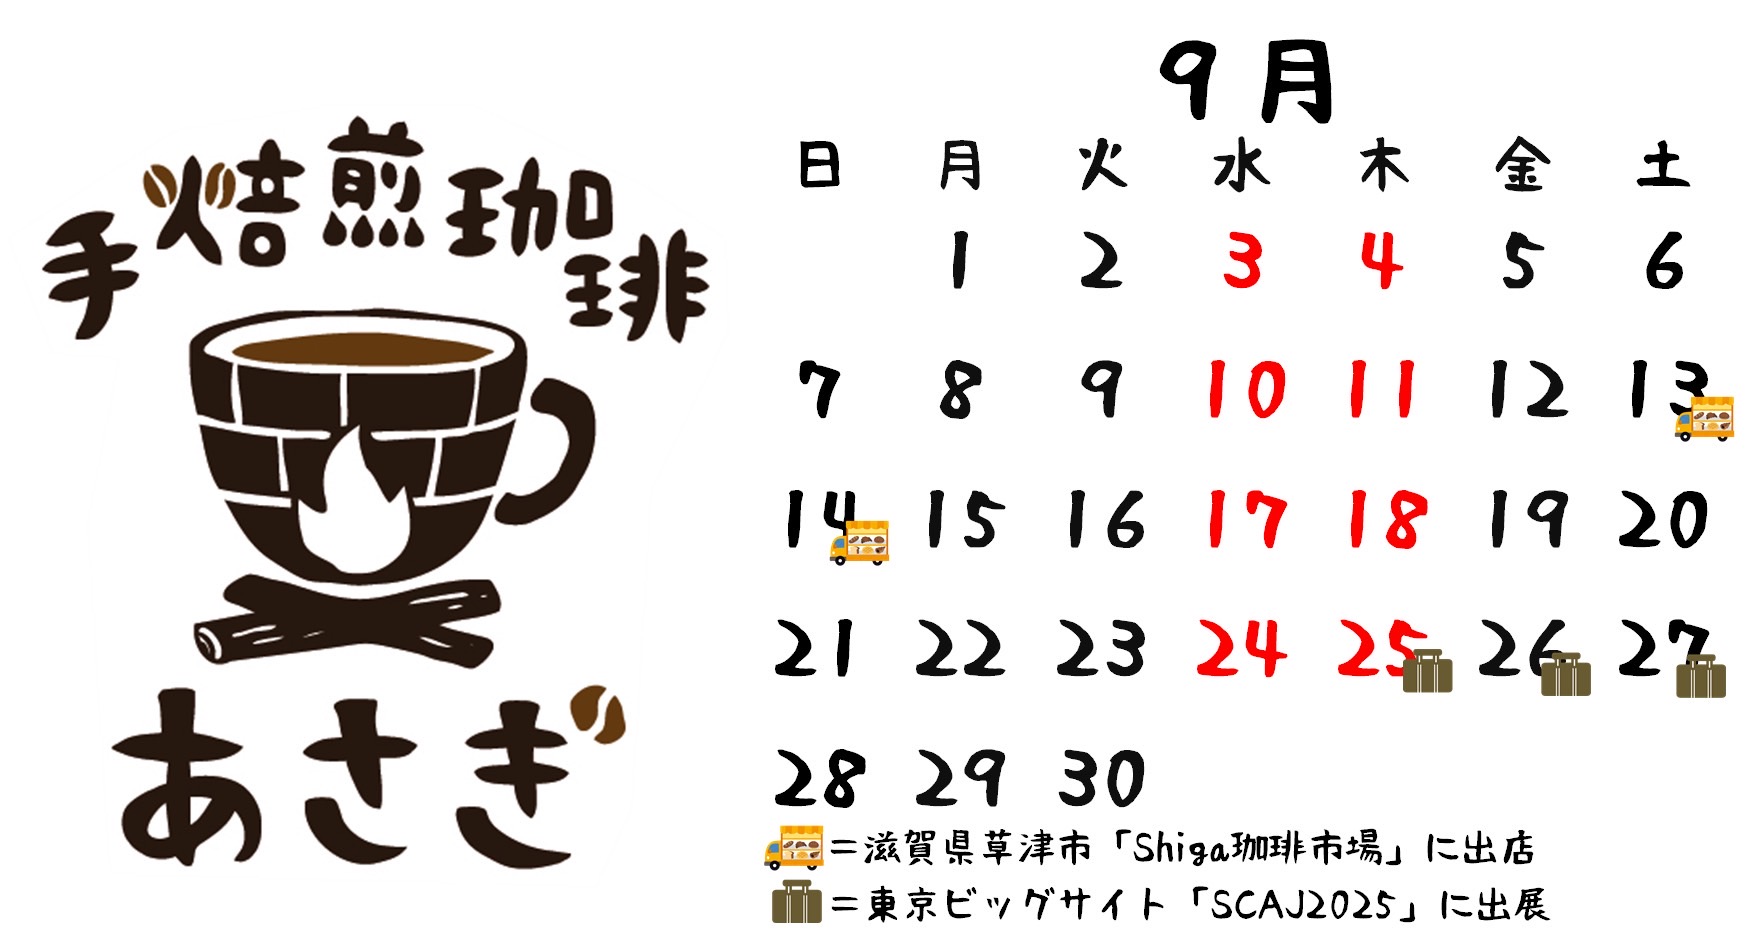 手焙煎珈琲
あさぎ
9月
日 月 火 水 木 金 土
1 2 3 4 5 6
7 8 9 10 11 12 13
14 15 16 17 18 19 20
21 22 23 24 25 26 27
28 29 30
=滋賀県草津市「Shiga珈琲市場」に出店
=東京ビッグサイト「SCAJ2025」に出展